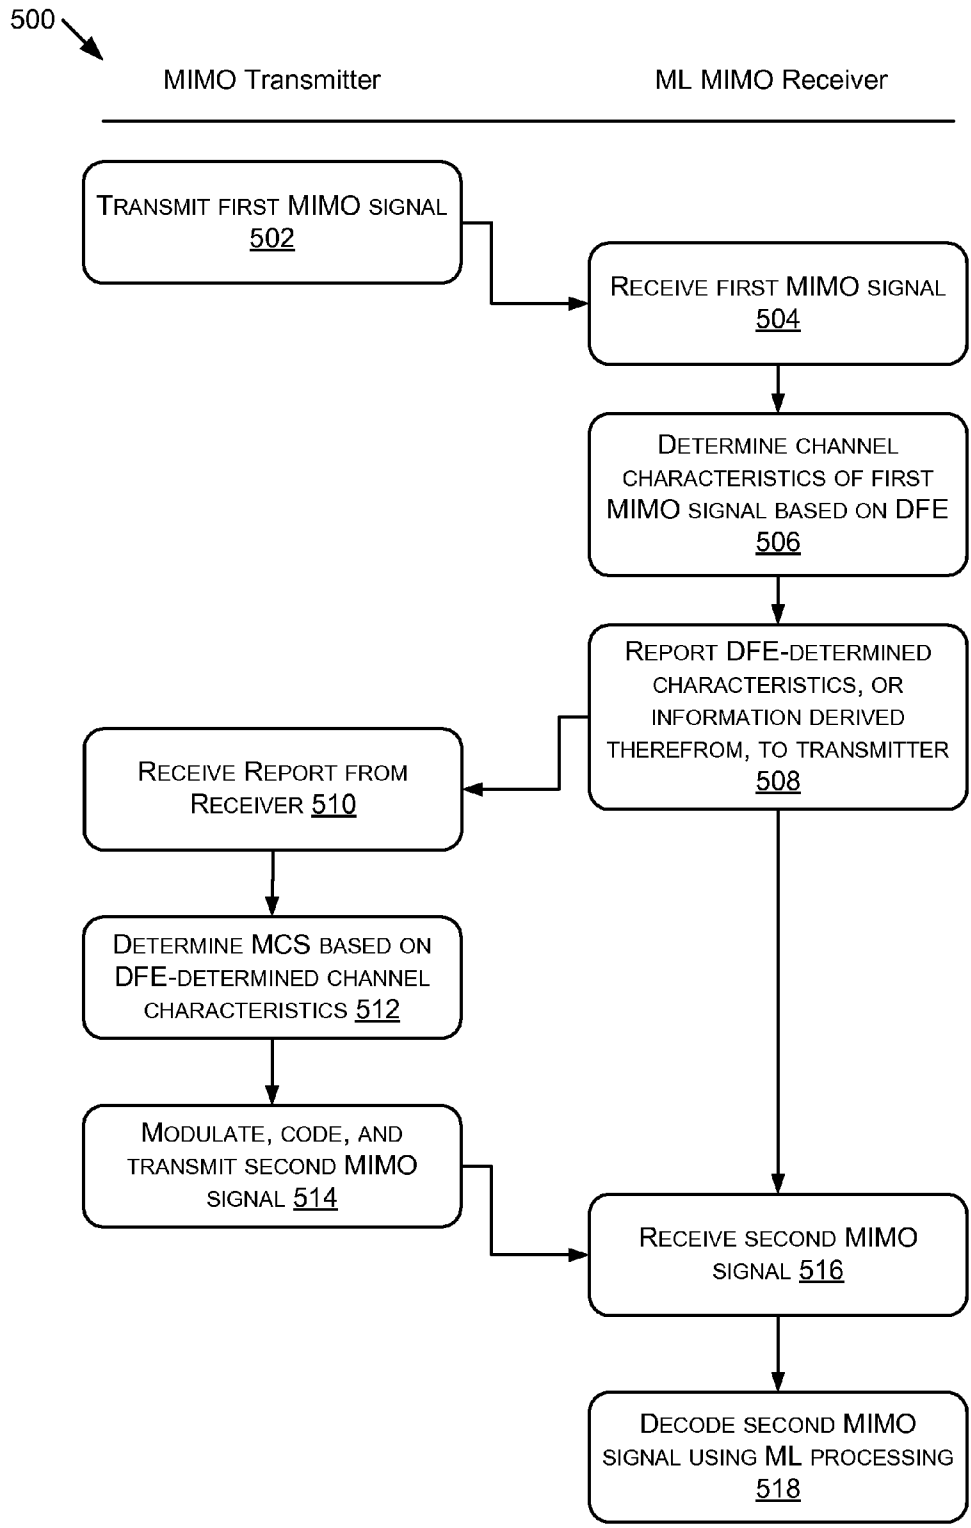 500
MIMO Transmitter
ML MIMO Receiver
TRANSMIT FIRST MIMO SIGNAL
502
RECEIVE FIRST MIMO SIGNAL
504
DETERMINE CHANNEL
CHARACTERISTICS OF FIRST
MIMO SIGNAL BASED ON DFE
506
REPORT DFE-DETERMINED
CHARACTERISTICS, OR
INFORMATION DERIVED
THEREFROM, TO TRANSMITTER
508
RECEIVE REPORT FROM
RECEIVER 510
DETERMINE MCS BASED ON
DFE-DETERMINED CHANNEL
CHARACTERISTICS 512
MODULATE, CODE, AND
TRANSMIT SECOND MIMO
SIGNAL 514
RECEIVE SECOND MIMO
SIGNAL 516
DECODE SECOND MIMO
SIGNAL USING ML PROCESSING
518